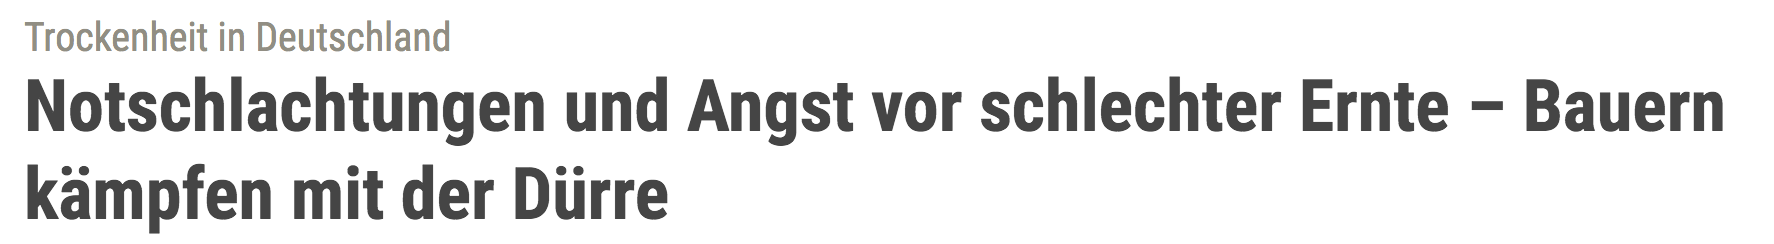 Trockenheit in Deutschland
Notschlachtungen und Angst vor schlechter Ernte – Bauern
kämpfen mit der Dürre